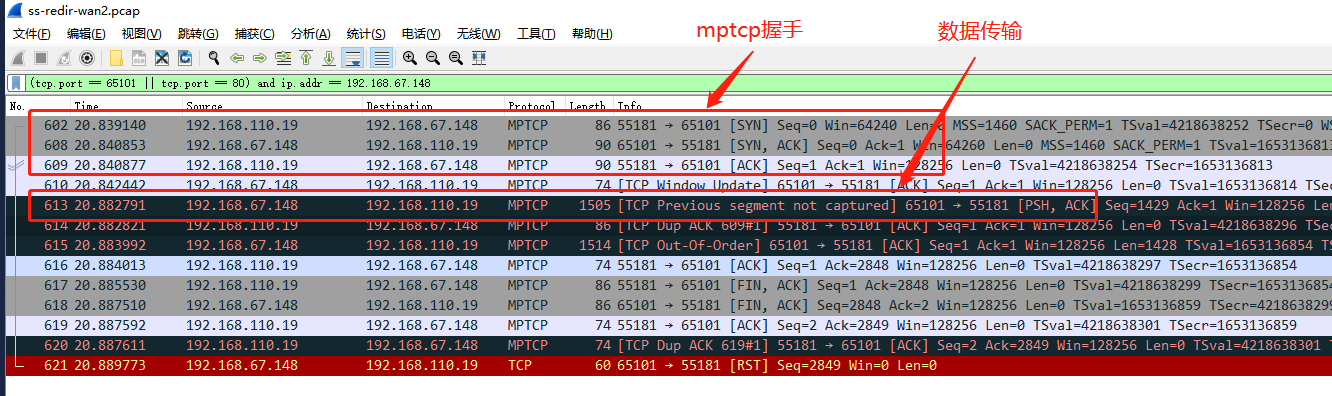 ss-redir-wan2.pcap
文件(F) 编辑(E) 视图(V) 跳转(G) 捕获(C) 分析(A) 统计(S) 电话(Y) 无线(W) 工具(T) 帮助(H)
mptcp握手 数据传输
(tcp.port == 65101 || tcp.port == 80) and ip.addr == 192.168.67.148
No. Time Source Destination Protocol Length Info
602 20.839140 192.168.110.19 192.168.67.148 MPTCP 86 55181 → 65101 [SYN] Seq=0 Win=64240 Len=0 MSS=1460 SACK_PERM=1 TSval=4218638252 TSecr=0 WS
608 20.840853 192.168.67.148 192.168.110.19 MPTCP 90 65101 → 55181 [SYN, ACK] Seq=0 Ack=1 Win=64260 Len=0 MSS=1460 SACK_PERM=1 TSval=1653136813
609 20.840877 192.168.110.19 192.168.67.148 MPTCP 90 55181 → 65101 [ACK] Seq=1 Ack=1 Win=128256 Len=0 TSval=4218638254 TSecr=1653136813
610 20.842442 192.168.67.148 192.168.110.19 MPTCP 74 [TCP Window Update] 65101 → 55181 [ACK] Seq=1 Ack=1 Win=128256 Len=0 TSval=1653136814 TSecr
613 20.882791 192.168.67.148 192.168.110.19 MPTCP 1505 [TCP Previous segment not captured] 65101 → 55181 [PSH, ACK] Seq=1429 Ack=1 Win=128256 Len
614 20.882821 192.168.110.19 192.168.67.148 MPTCP 86 [TCP Dup ACK 609#1] 55181 → 65101 [ACK] Seq=1 Ack=1 Win=128256 Len=0 TSval=4218638296 TSecr
615 20.883992 192.168.67.148 192.168.110.19 MPTCP 1514 [TCP Out-Of-Order] 65101 → 55181 [ACK] Seq=1 Ack=1 Win=128256 Len=1428 TSval=1653136854 TS
616 20.884013 192.168.110.19 192.168.67.148 MPTCP 74 55181 → 65101 [ACK] Seq=1 Ack=2848 Win=128256 Len=0 TSval=4218638297 TSecr=1653136854
617 20.885530 192.168.110.19 192.168.67.148 MPTCP 86 55181 → 65101 [FIN, ACK] Seq=1 Ack=2848 Win=128256 Len=0 TSval=4218638299 TSecr=1653136854
618 20.887510 192.168.67.148 192.168.110.19 MPTCP 86 65101 → 55181 [FIN, ACK] Seq=2848 Ack=2 Win=128256 Len=0 TSval=1653136859 TSecr=4218638299
619 20.887592 192.168.110.19 192.168.67.148 MPTCP 74 55181 → 65101 [ACK] Seq=2 Ack=2849 Win=128256 Len=0 TSval=4218638301 TSecr=1653136859
620 20.887611 192.168.110.19 192.168.67.148 MPTCP 74 [TCP Dup ACK 619#1] 55181 → 65101 [ACK] Seq=2 Ack=2849 Win=128256 Len=0 TSval=4218638301 T
621 20.889773 192.168.67.148 192.168.110.19 TCP 60 65101 → 55181 [RST] Seq=2849 Win=0 Len=0